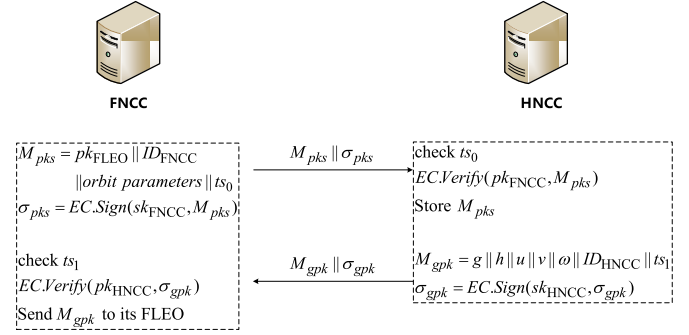 FNCC
HNCC
M_pks = pk_FLEO || ID_FNCC
||orbit parameters || ts_0
σ_pks = EC.Sign(sk_FNCC, M_pks)
check ts_1
EC.Verify(pk_HNCC, σ_gpk)
Send M_gpk to its FLEO
M_pks || σ_pks
M_gpk || σ_gpk
check ts_0
EC.Verify(pk_FNCC, M_pks)
Store M_pks
M_gpk = g || h || u || v || ω || ID_HNCC || ts_1
σ_gpk = EC.Sign(sk_HNCC, σ_gpk)